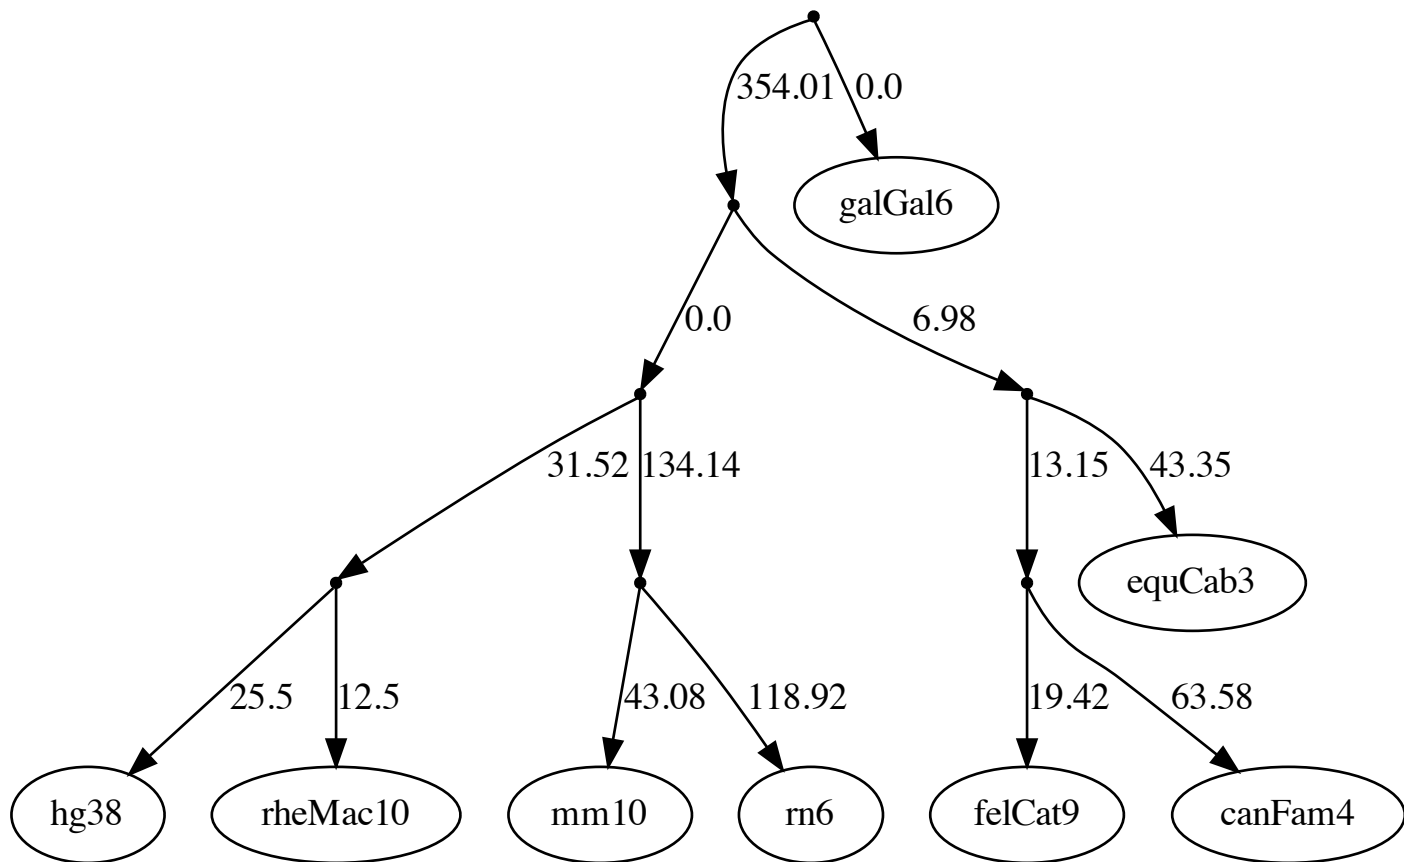 354.01 0.0
galGal6
0.0 6.98
31.52 134.14 13.15 43.35
equCab3
25.5 12.5 43.08 118.92 19.42 63.58
hg38 rheMac10 mm10 rn6 felCat9 canFam4